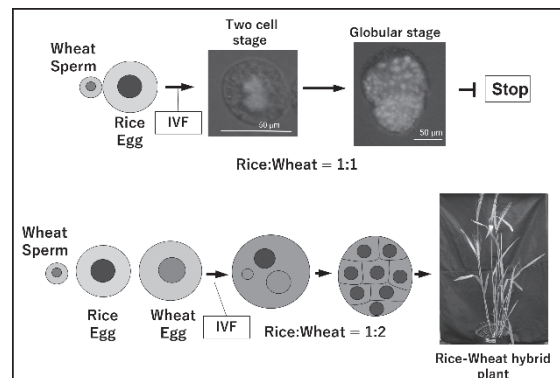 Two cell
stage
Globular stage
Wheat
Sperm
Rice
Egg
IVF
50 µm
50 µm
Stop
Rice:Wheat = 1:1
Wheat
Sperm
Rice
Egg
Wheat
Egg
IVF
Rice:Wheat = 1:2
Rice-Wheat hybrid
plant